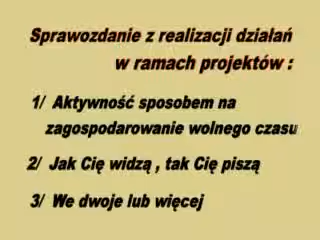 Sprawozdanie z realizacji działań
w ramach projektów :
1/ Aktywność sposobem na
zagospodarowanie wolnego czasu
2/ Jak Cię widzą , tak Cię piszą
3/ We dwoje lub więcej